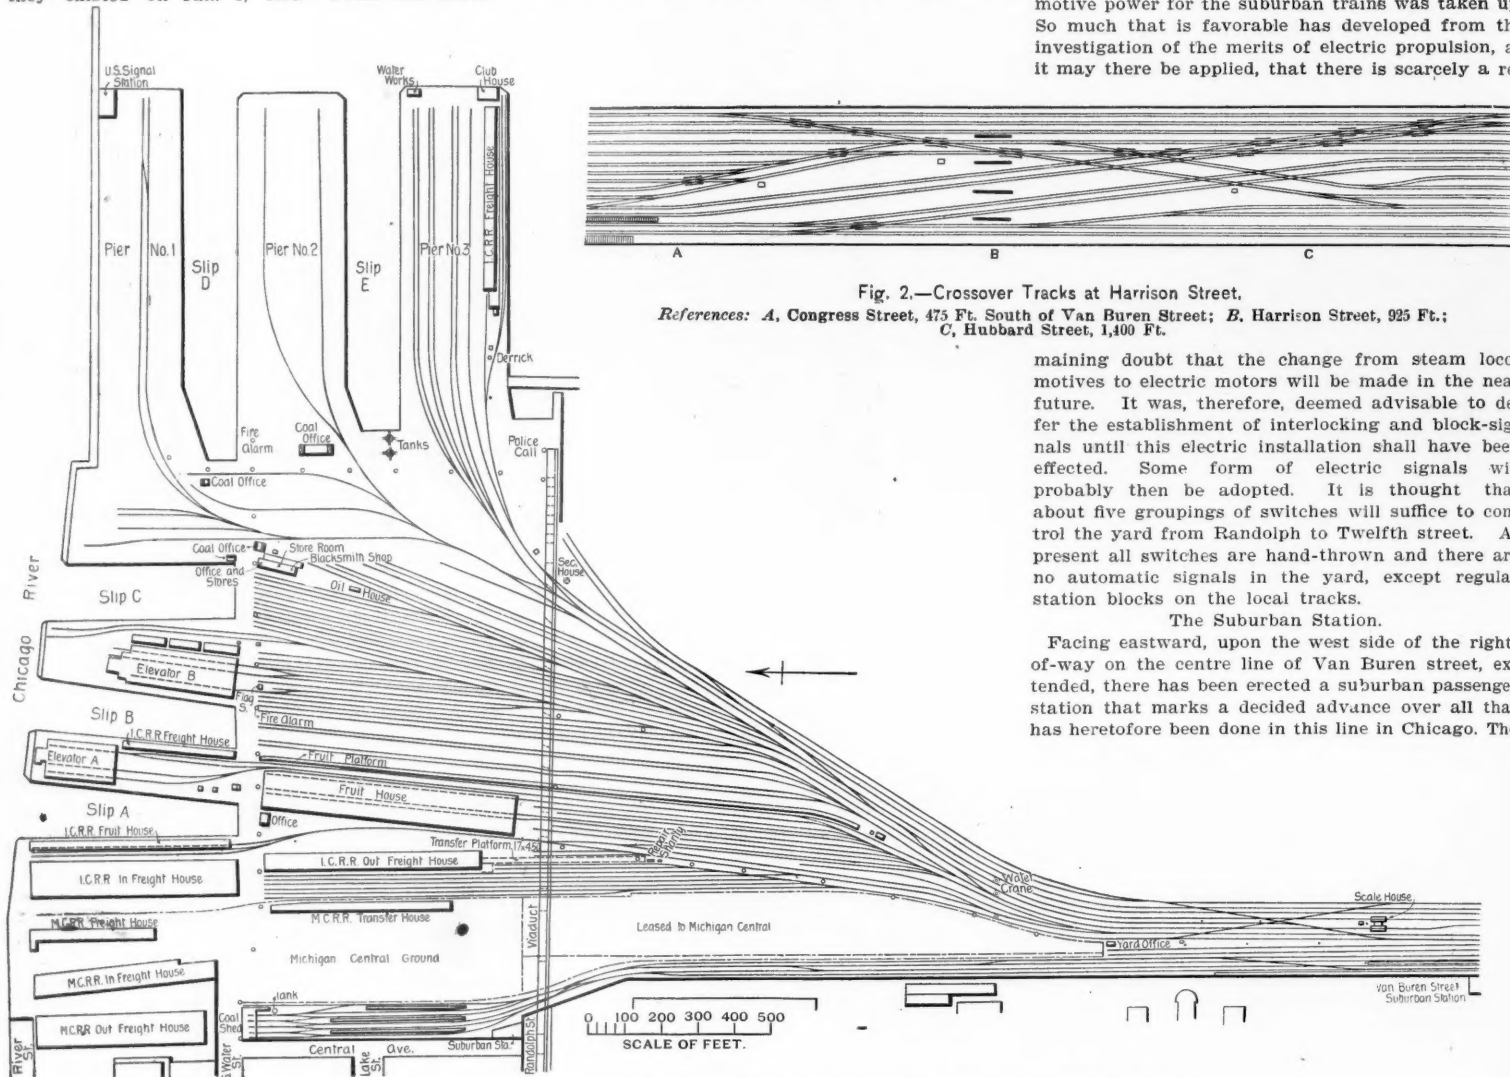 motive power for the suburban trains was taken
So much that is favorable has developed from
investigation of the merits of electric propulsion,
it may there be applied, that there is scarcely a
U.S. Signal
Station
Water
Works
Club
House
I.C.R.R. Freight House
Pier No. 1
Slip
D
Pier No. 2
Slip
E
Pier No. 3
A B C
Fig. 2.—Crossover Tracks at Harrison Street.
References: A, Congress Street, 475 Ft. South of Van Buren Street; B, Harrison Street, 925 Ft.;
C, Hubbard Street, 1,400 Ft.
Derrick
Fire
Alarm
Coal
Office
Tanks
Police
Call
Coal Office
maining doubt that the change from steam loco
motives to electric motors will be made in the nea
future. It was, therefore, deemed advisable to de
fer the establishment of interlocking and block-sig
nals until this electric installation shall have bee
effected. Some form of electric signals wi
probably then be adopted. It is thought tha
about five groupings of switches will suffice to con
trol the yard from Randolph to Twelfth street. A
present all switches are hand-thrown and there ar
no automatic signals in the yard, except regula
station blocks on the local tracks.
The Suburban Station.
Facing eastward, upon the west side of the right
of-way on the centre line of Van Buren street, ex
tended, there has been erected a suburban passenge
station that marks a decided advance over all tha
has heretofore been done in this line in Chicago. Th
Coal Office
Store Room
Blacksmith Shop
Office and
Stores
Oil House
Sec.
House
Chicago River
Slip C
Elevator B
Flag
S.
Fire Alarm
Slip B
I.C.R.R. Freight House
Elevator A
Fruit Platform
Fruit House
Slip A
Office
I.C.R.R. Fruit House
Transfer Platform 17x45
Repair
Shanty
I.C.R.R. Out Freight House
I.C.R.R. In Freight House
Water
Crane
Scale House
M.C.R.R. Freight House
M.C.R.R. Transfer House
Viaduct
Leased to Michigan Central
Yard Office
Michigan Central Ground
M.C.R.R. In Freight House
Van Buren Street
Suburban Station
Tank
Coal
Shed
M.C.R.R. Out Freight House
0 100 200 300 400 500
SCALE OF FEET.
River
St.
Water
St.
Central Ave.
Lake
St.
Suburban Sta.
Randolph St.